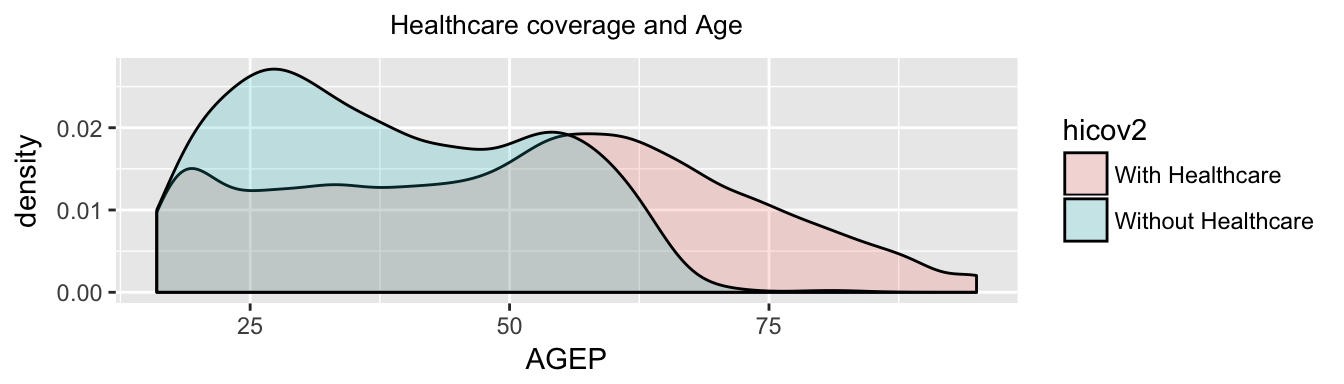 Healthcare coverage and Age
density
0.02
0.01
0.00
25 50 75
AGEP
hicov2
With Healthcare
Without Healthcare